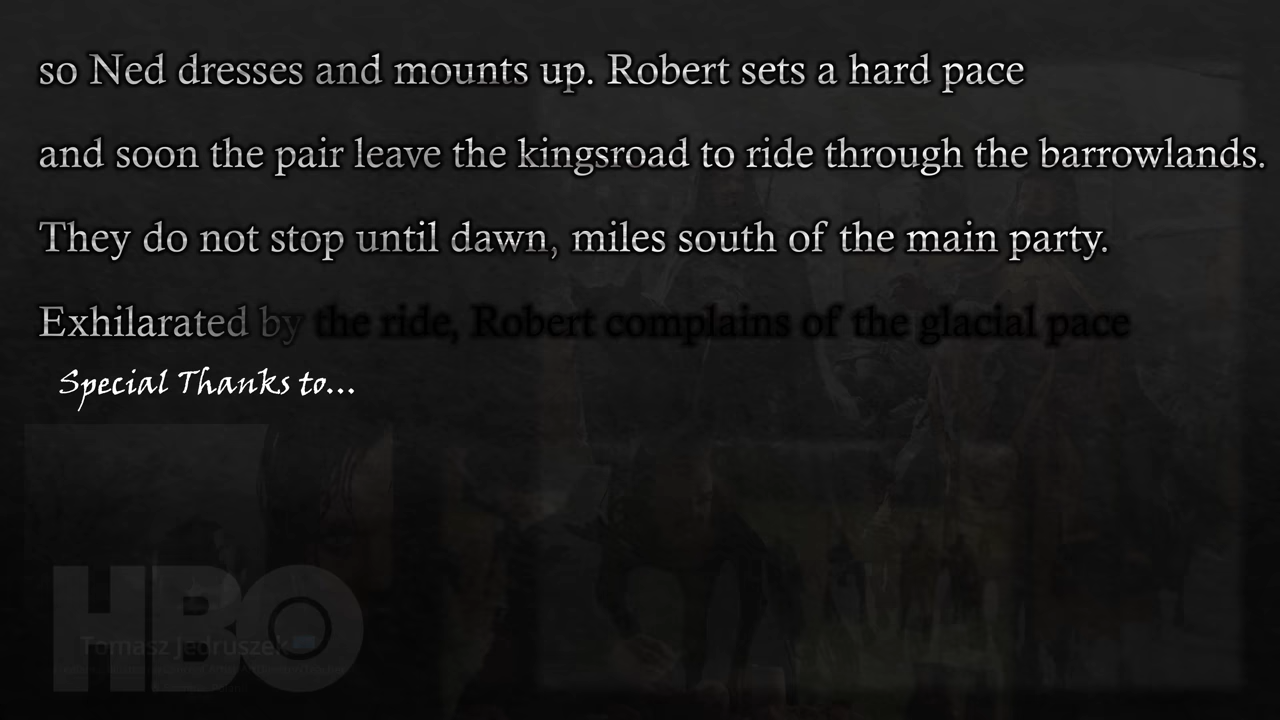 so Ned dresses and mounts up. Robert sets a hard pace
and soon the pair leave the kingsroad to ride through the barrowlands.
They do not stop until dawn, miles south of the main party.
Exhilarated by the ride, Robert complains of the glacial pace
Special Thanks to...
HBO
Tomasz Jedruszek